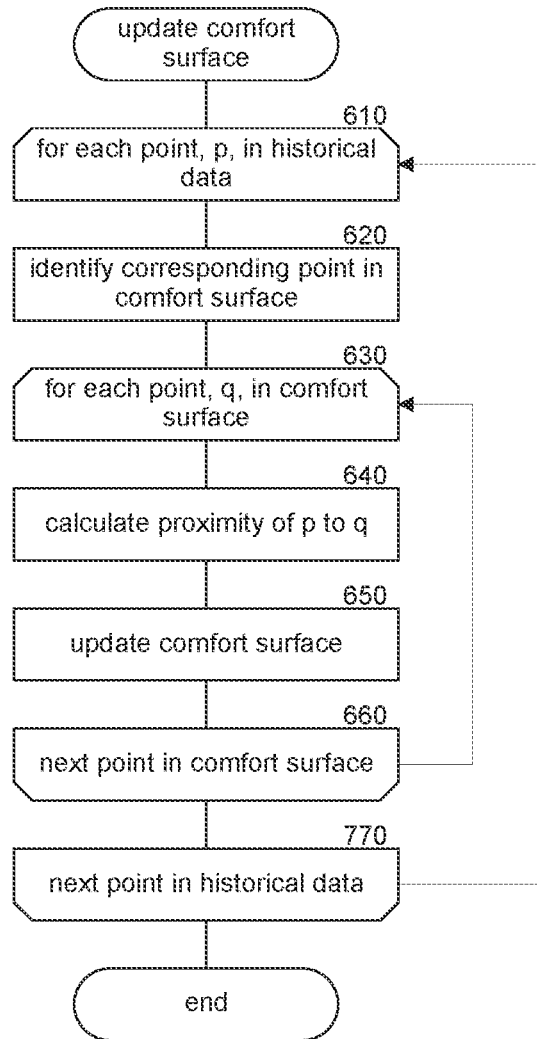 update comfort
surface
610
for each point, p, in historical
data
620
identify corresponding point in
comfort surface
630
for each point, q, in comfort
surface
640
calculate proximity of p to q
650
update comfort surface
660
next point in comfort surface
770
next point in historical data
end